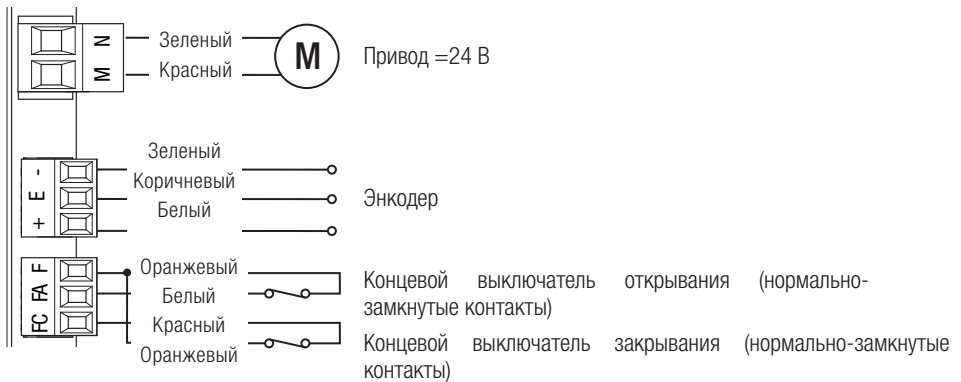 N Зеленый
M Красный
M Привод =24 В
Зеленый
- Коричневый
E Белый
+
Энкодер
F Оранжевый
FA Белый
FC Красный
Оранжевый
Концевой выключатель открывания (нормально-
замкнутые контакты)
Концевой выключатель закрывания (нормально-замкнутые
контакты)